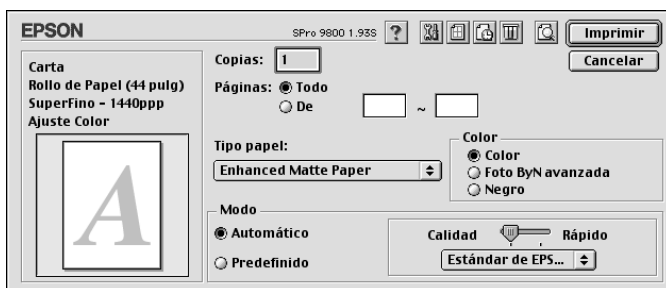 EPSON
SPro 9800 1.93S
?
Imprimir
Cancelar
Carta
Rollo de Papel (44 pulg)
SuperFino - 1440ppp
Ajuste Color
A
Copias: 1
Páginas: Todo
De ~
Tipo papel:
Enhanced Matte Paper
Color
Color
Foto ByN avanzada
Negro
Modo
Automático
Predefinido
Calidad Rápido
Estándar de EPS...